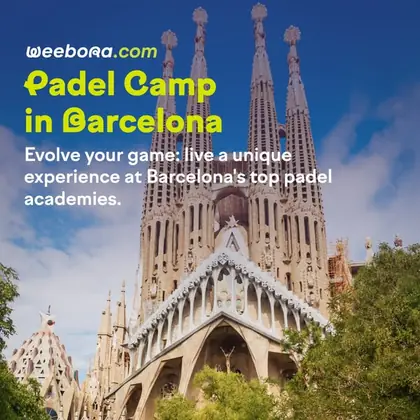 weebora.com
Padel Camp
in Barcelona
Evolve your game: live a unique
experience at Barcelona's top padel
academies.